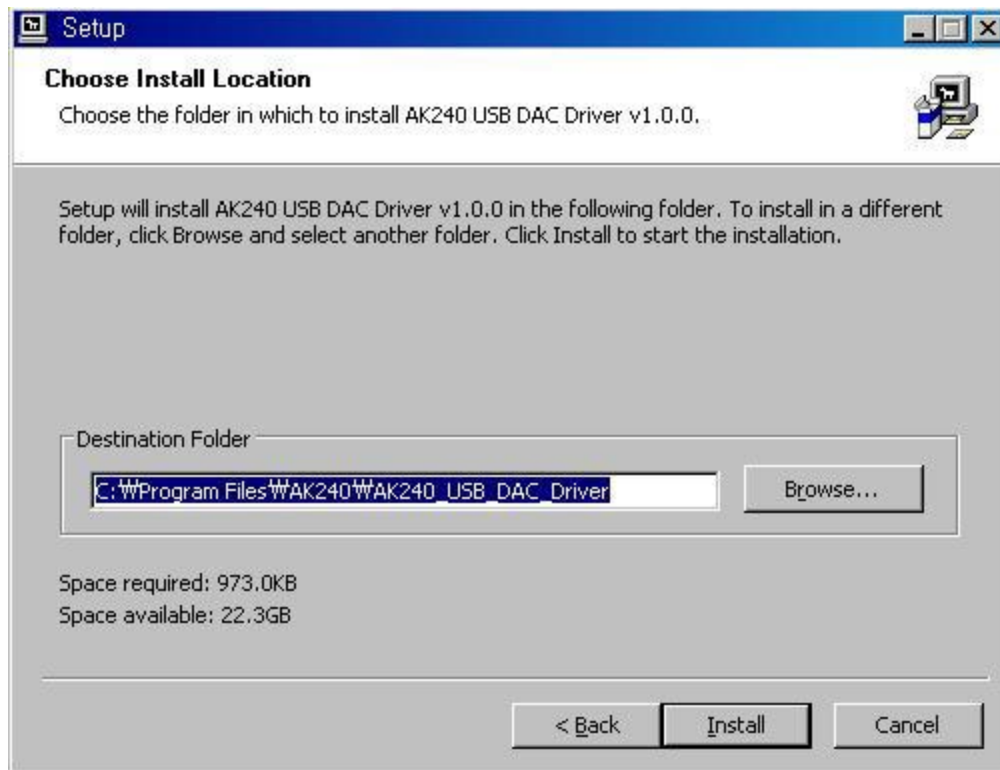 Setup
Choose Install Location
Choose the folder in which to install AK240 USB DAC Driver v1.0.0.
Setup will install AK240 USB DAC Driver v1.0.0 in the following folder. To install in a different
folder, click Browse and select another folder. Click Install to start the installation.
Destination Folder
C:₩Program Files₩AK240₩AK240_USB_DAC_Driver
Browse...
Space required: 973.0KB
Space available: 22.3GB
< Back
Install
Cancel